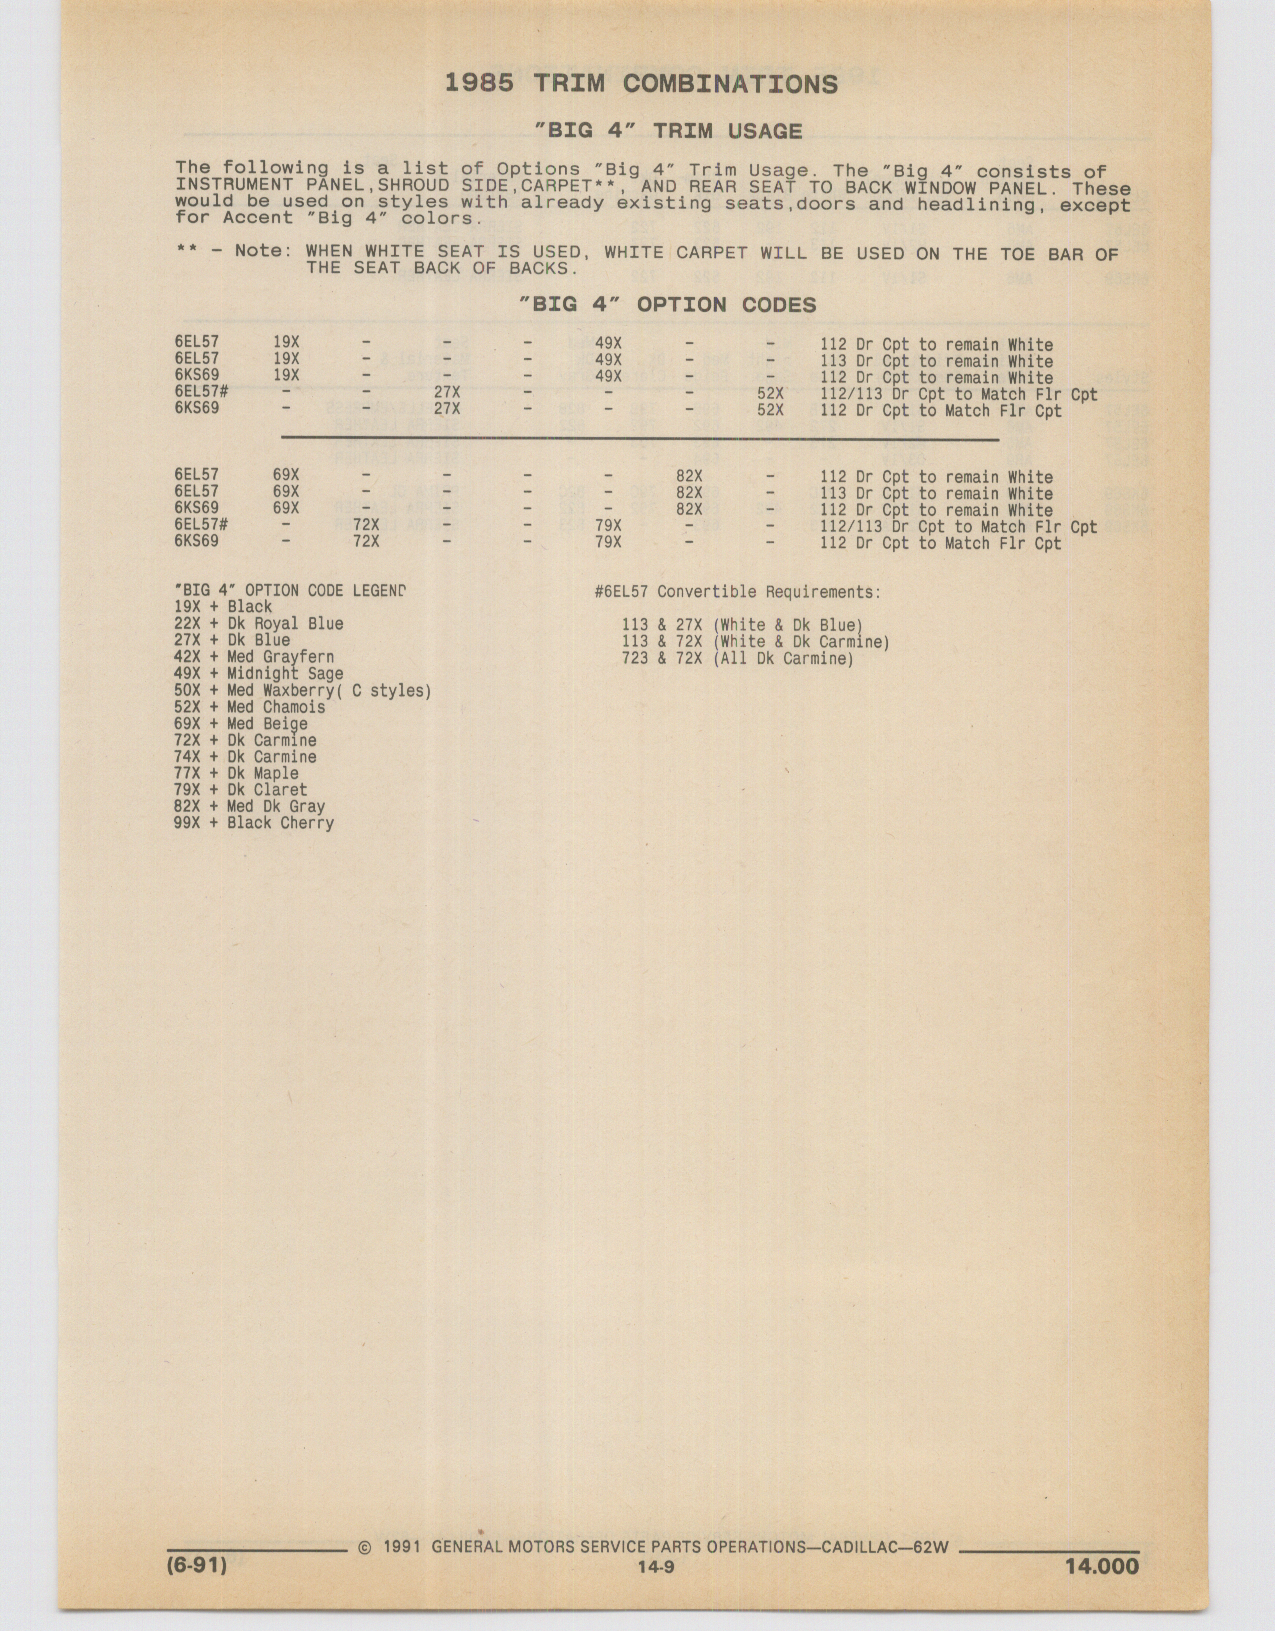 1985 TRIM COMBINATIONS
"BIG 4" TRIM USAGE
The following is a list of Options "Big 4" Trim Usage. The "Big 4" consists of
INSTRUMENT PANEL,SHROUD SIDE,CARPET**, AND REAR SEAT TO BACK WINDOW PANEL. These
would be used on styles with already existing seats,doors and headlining, except
for Accent "Big 4" colors.
** - Note: WHEN WHITE SEAT IS USED, WHITE CARPET WILL BE USED ON THE TOE BAR OF
THE SEAT BACK OF BACKS.
"BIG 4" OPTION CODES
6EL57 19X - - - 49X - - 112 Dr Cpt to remain White
6EL57 19X - - - 49X - - 113 Dr Cpt to remain White
6KS69 19X - - - 49X - - 112 Dr Cpt to remain White
6EL57# - - 27X - - - 52X 112/113 Dr Cpt to Match Flr Cpt
6KS69 - - 27X - - - 52X 112 Dr Cpt to Match Flr Cpt
6EL57 69X - - - - 82X - 112 Dr Cpt to remain White
6EL57 69X - - - - 82X - 113 Dr Cpt to remain White
6KS69 69X - - - - 82X - 112 Dr Cpt to remain White
6EL57# - 72X - - 79X - - 112/113 Dr Cpt to Match Flr Cpt
6KS69 - 72X - - 79X - - 112 Dr Cpt to Match Flr Cpt
"BIG 4" OPTION CODE LEGEND
19X + Black
22X + Dk Royal Blue
27X + Dk Blue
42X + Med Grayfern
49X + Midnight Sage
50X + Med Waxberry( C styles)
52X + Med Chamois
69X + Med Beige
72X + Dk Carmine
74X + Dk Carmine
77X + Dk Maple
79X + Dk Claret
82X + Med Dk Gray
99X + Black Cherry
#6EL57 Convertible Requirements:
113 & 27X (White & Dk Blue)
113 & 72X (White & Dk Carmine)
723 & 72X (All Dk Carmine)
© 1991 GENERAL MOTORS SERVICE PARTS OPERATIONS—CADILLAC—62W
(6-91) 14-9 14.000